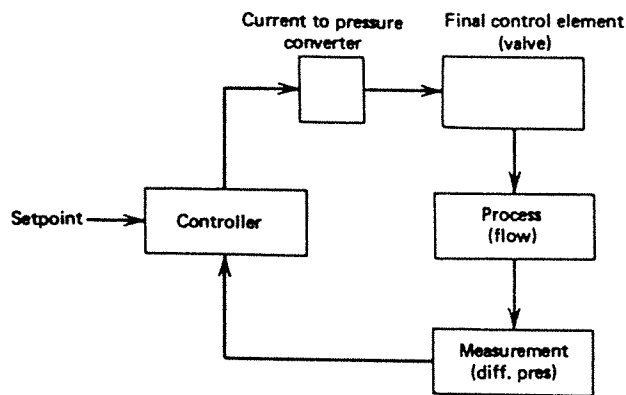 Current to pressure
converter
Final control element
(valve)
Setpoint
Controller
Process
(flow)
Measurement
(diff. pres)